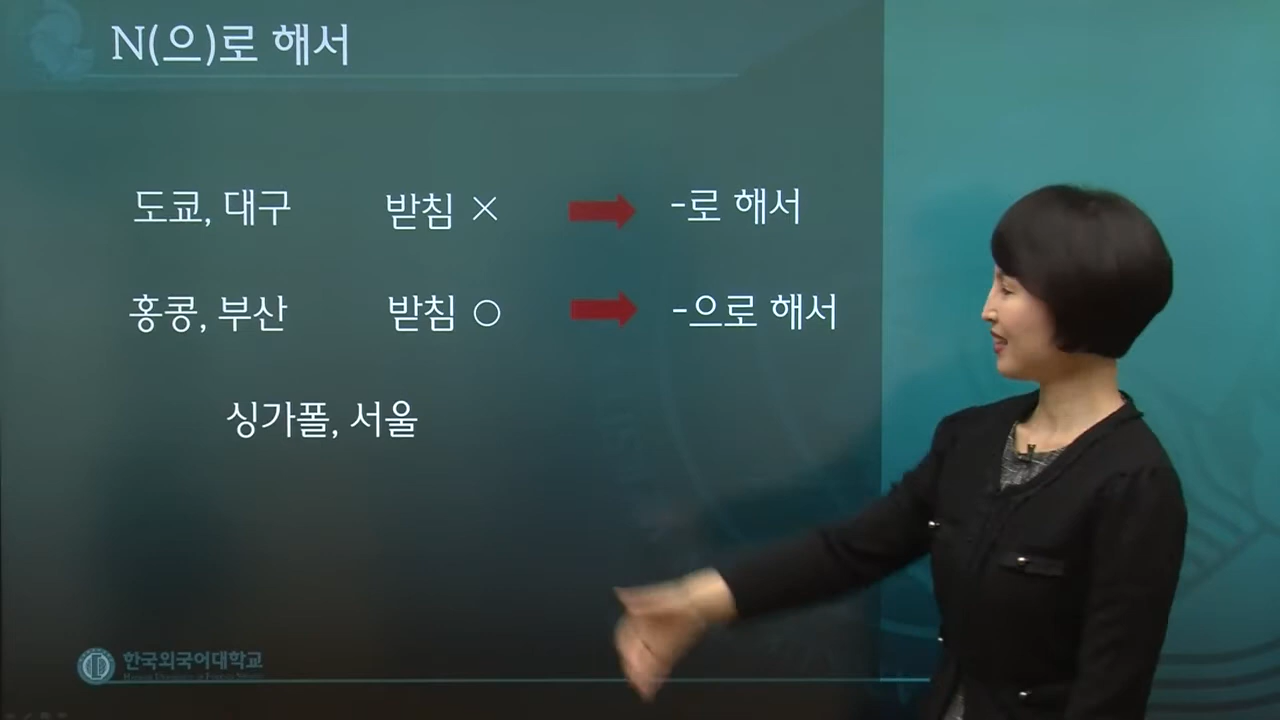 N(으)로 해서
도쿄, 대구 받침 × -로 해서
홍콩, 부산 받침 ○ -으로 해서
싱가폴, 서울
한국외국어대학교